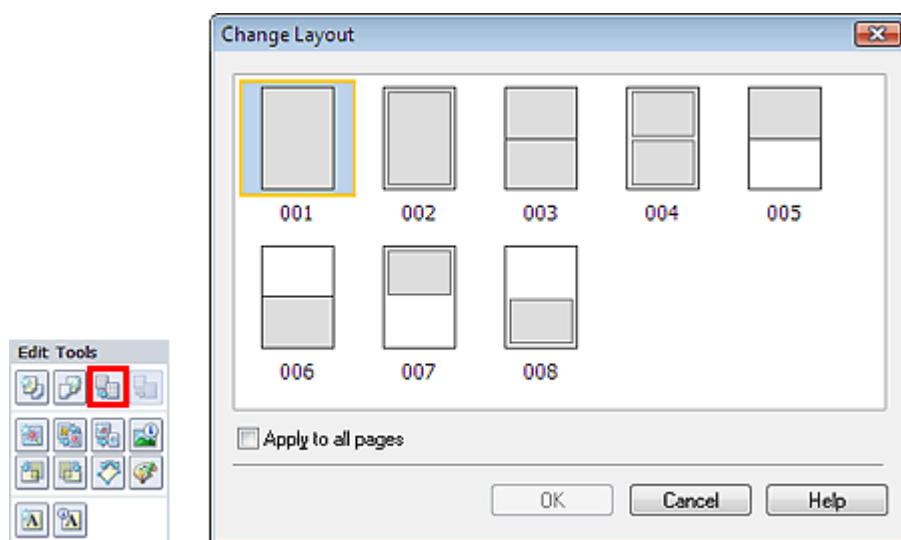 Change Layout
001 002 003 004 005
006 007 008
Apply to all pages
OK Cancel Help
Edit Tools
A A